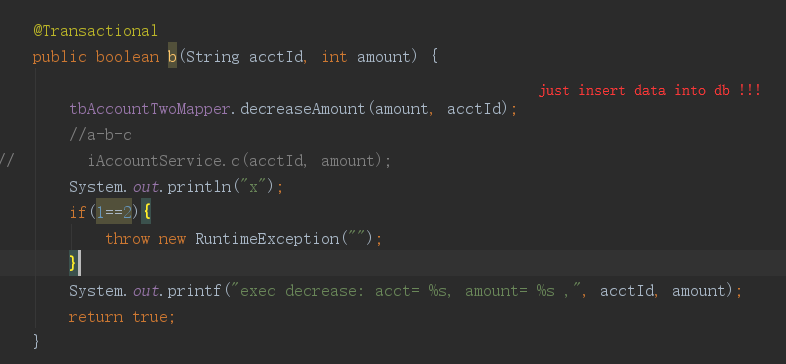 @Transactional
public boolean b(String acctId, int amount) {
just insert data into db !!!
tbAccountTwoMapper.decreaseAmount(amount, acctId);
//a-b-c
// iAccountService.c(acctId, amount);
System.out.println("x");
if(1==2){
throw new RuntimeException("");
}
System.out.printf("exec decrease: acct= %s, amount= %s ,", acctId, amount);
return true;
}